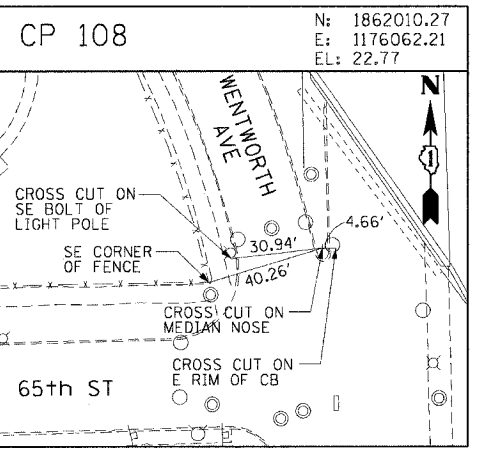 CP 108
N: 1862010.27
E: 1176062.21
EL: 22.77
N
1
WENTWORTH
AVE
CROSS CUT ON
SE BOLT OF
LIGHT POLE
4.66'
30.94'
SE CORNER
OF FENCE
40.26'
CROSS CUT ON
MEDIAN NOSE
CROSS CUT ON
E RIM OF CB
65th ST